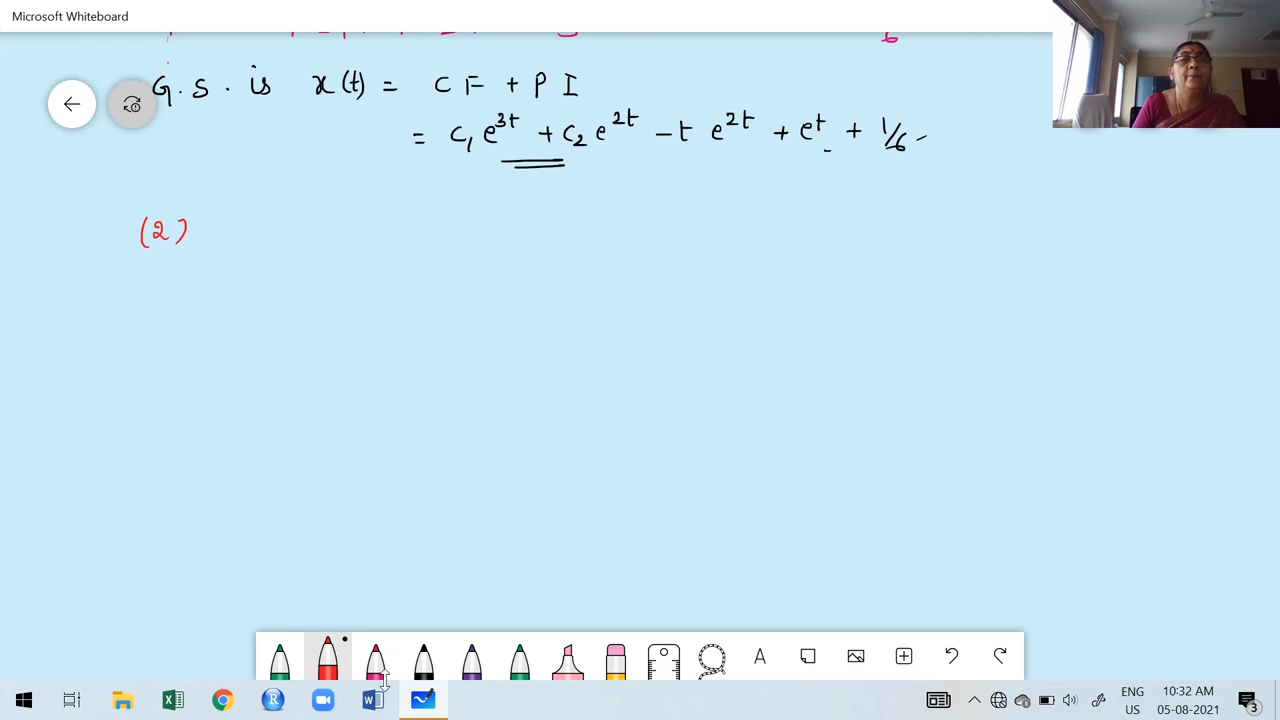 Microsoft Whiteboard
G.S. is x(t) = CF + PI
= c₁e^{3t} + c₂e^{2t} - t e^{2t} + e^{t} + 1/6
(2)
A
ENG
US
10:32 AM
05-08-2021
3